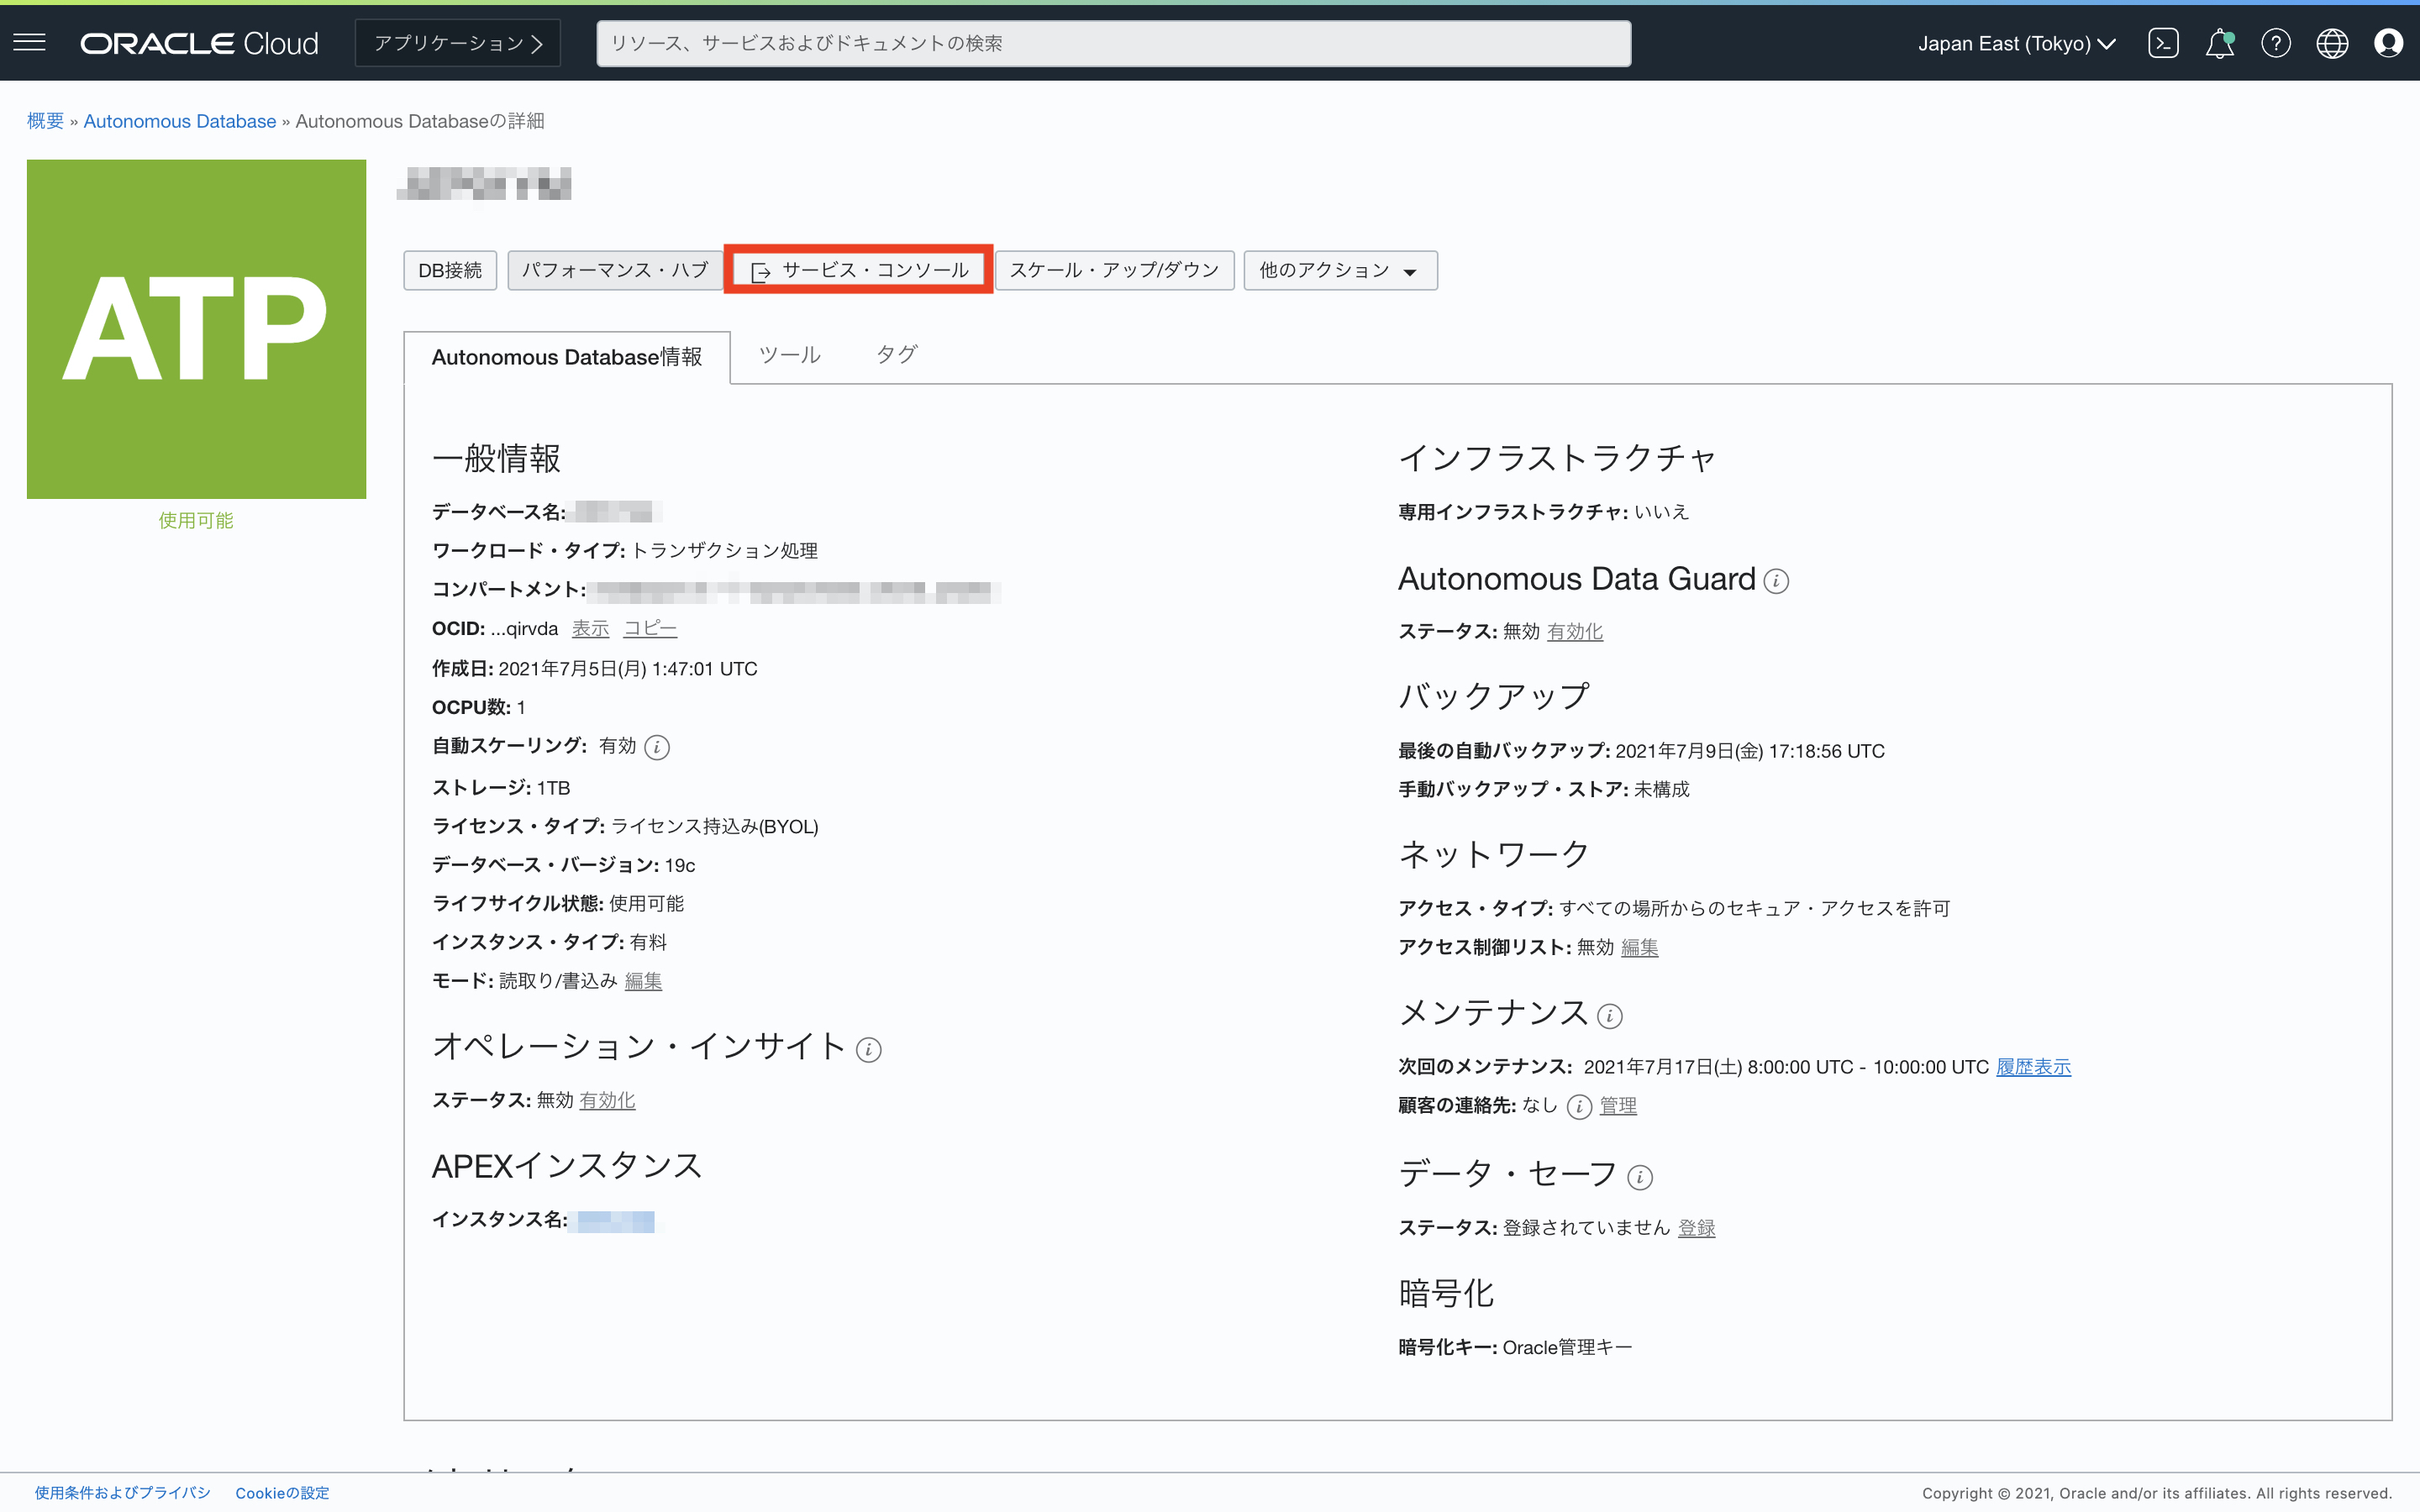 ORACLE Cloud
アプリケーション
リソース、サービスおよびドキュメントの検索
Japan East (Tokyo)
概要 » Autonomous Database » Autonomous Databaseの詳細
ATP
使用可能
DB接続
パフォーマンス・ハブ
サービス・コンソール
スケール・アップ/ダウン
他のアクション
Autonomous Database情報
ツール
タグ
一般情報
データベース名:
ワークロード・タイプ: トランザクション処理
コンパートメント:
OCID: ...qirvda 表示 コピー
作成日: 2021年7月5日(月) 1:47:01 UTC
OCPU数: 1
自動スケーリング: 有効
ストレージ: 1TB
ライセンス・タイプ: ライセンス持込み(BYOL)
データベース・バージョン: 19c
ライフサイクル状態: 使用可能
インスタンス・タイプ: 有料
モード: 読取り/書込み 編集
オペレーション・インサイト
ステータス: 無効 有効化
APEXインスタンス
インスタンス名:
インフラストラクチャ
専用インフラストラクチャ: いいえ
Autonomous Data Guard
ステータス: 無効 有効化
バックアップ
最後の自動バックアップ: 2021年7月9日(金) 17:18:56 UTC
手動バックアップ・ストア: 未構成
ネットワーク
アクセス・タイプ: すべての場所からのセキュア・アクセスを許可
アクセス制御リスト: 無効 編集
メンテナンス
次回のメンテナンス: 2021年7月17日(土) 8:00:00 UTC - 10:00:00 UTC 履歴表示
顧客の連絡先: なし 管理
データ・セーフ
ステータス: 登録されていません 登録
暗号化
暗号化キー: Oracle管理キー
使用条件およびプライバシ
Cookieの設定
Copyright © 2021, Oracle and/or its affiliates. All rights reserved.